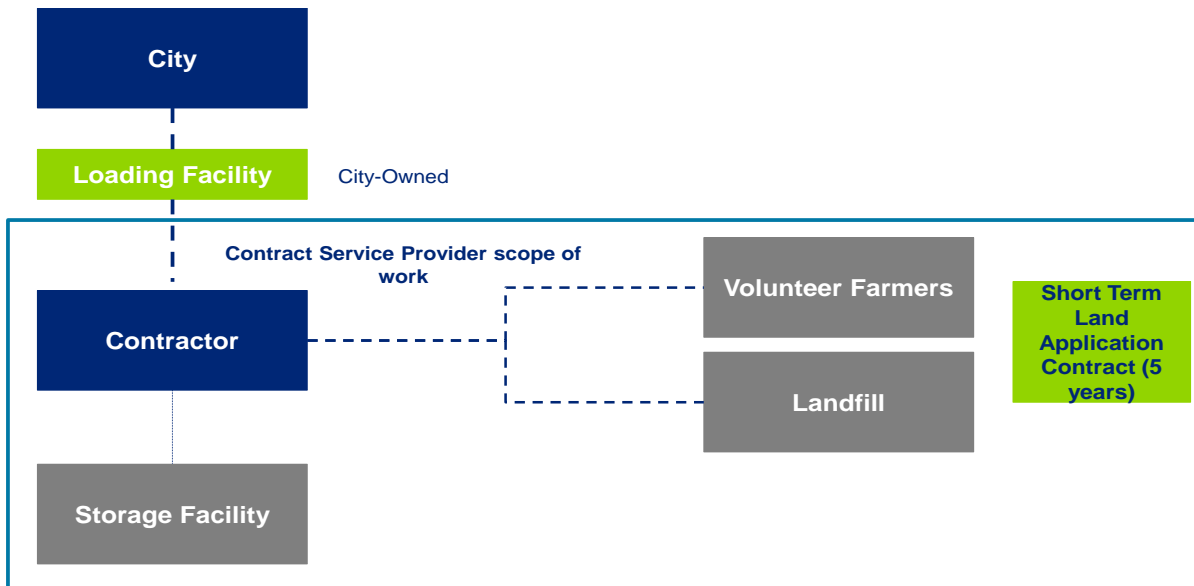 City
Loading Facility
City-Owned
Contract Service Provider scope of
work
Contractor
Volunteer Farmers
Landfill
Short Term
Land
Application
Contract (5
years)
Storage Facility